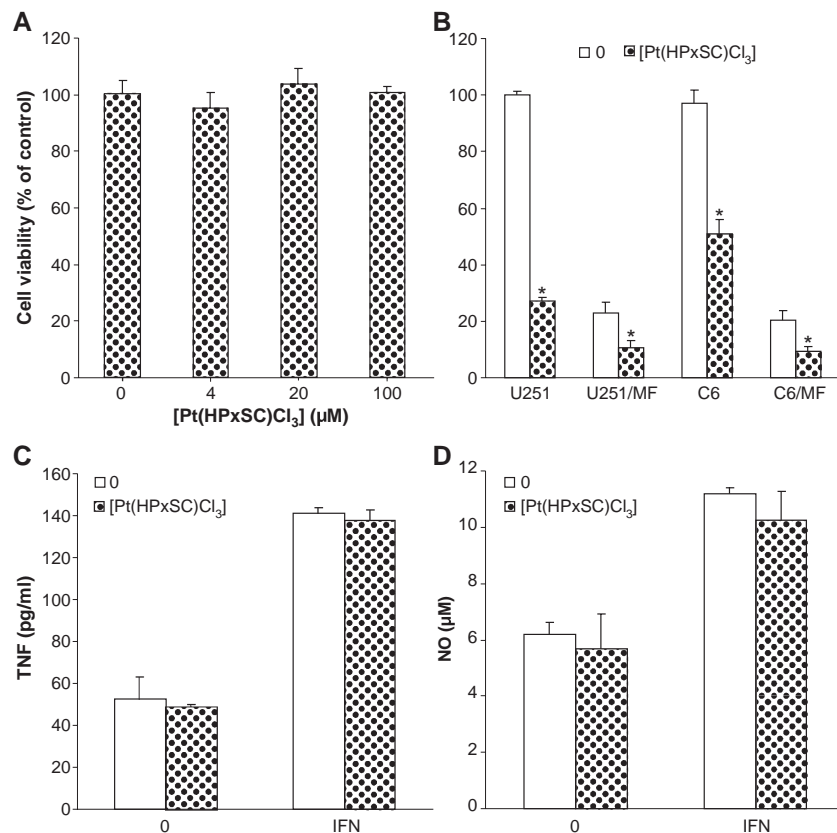 A
Cell viability (% of control)
120
100
80
60
40
20
0
0 4 20 100
[Pt(HPxSC)Cl₃] (µM)
B
0 [Pt(HPxSC)Cl₃]
120
100
80
60
40
20
0
* * * *
U251 U251/MF C6 C6/MF
C
0
[Pt(HPxSC)Cl₃]
TNF (pg/ml)
160
140
120
100
80
60
40
20
0
0 IFN
D
0
[Pt(HPxSC)Cl₃]
NO (µM)
12
10
8
6
4
2
0
0 IFN